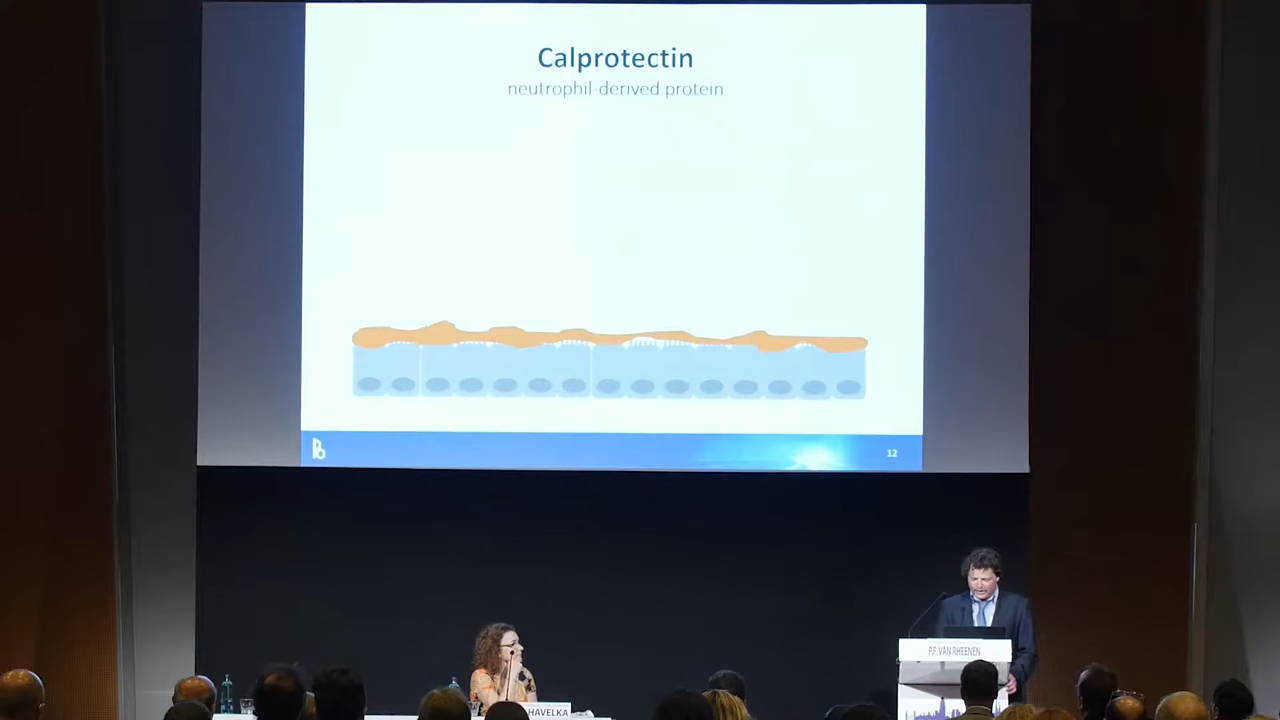 Calprotectin
neutrophil-derived protein
12
P.F. VAN RHEENEN
HAVELKA